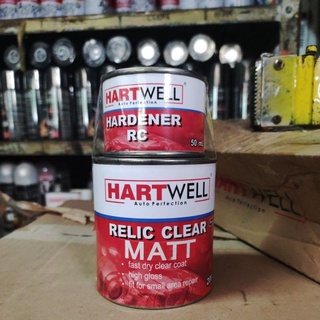 HARTWELL
Auto Perfection
HARDENER
RC
50 ml
HARTWELL
Auto Perfection
RELIC CLEAR
MATT
• fast dry clear coat
• high gloss
• fit for small area repair